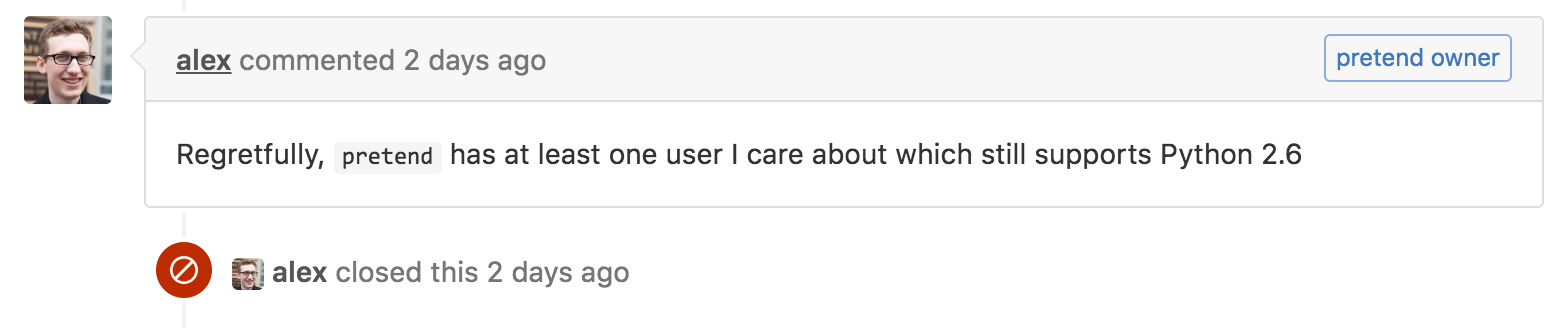 alex commented 2 days ago pretend owner
Regretfully, pretend has at least one user I care about which still supports Python 2.6
alex closed this 2 days ago